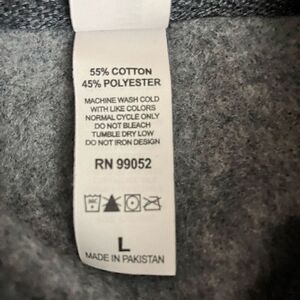 55% COTTON
45% POLYESTER
MACHINE WASH COLD
WITH LIKE COLORS
NORMAL CYCLE ONLY
DO NOT BLEACH
TUMBLE DRY LOW
DO NOT IRON DESIGN
RN 99052
L
MADE IN PAKISTAN